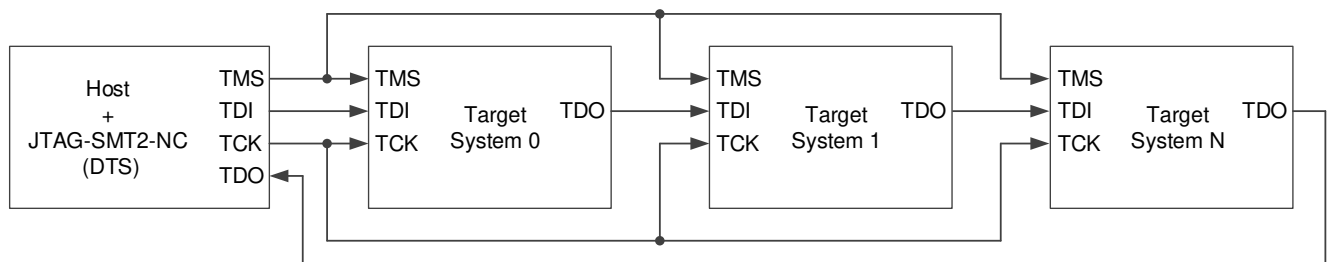 Host
+
JTAG-SMT2-NC
(DTS)
TMS
TDI
TCK
TDO
TMS
TDI
TCK
Target
System 0
TDO
TMS
TDI
TCK
Target
System 1
TDO
TMS
TDI
TCK
Target
System N
TDO